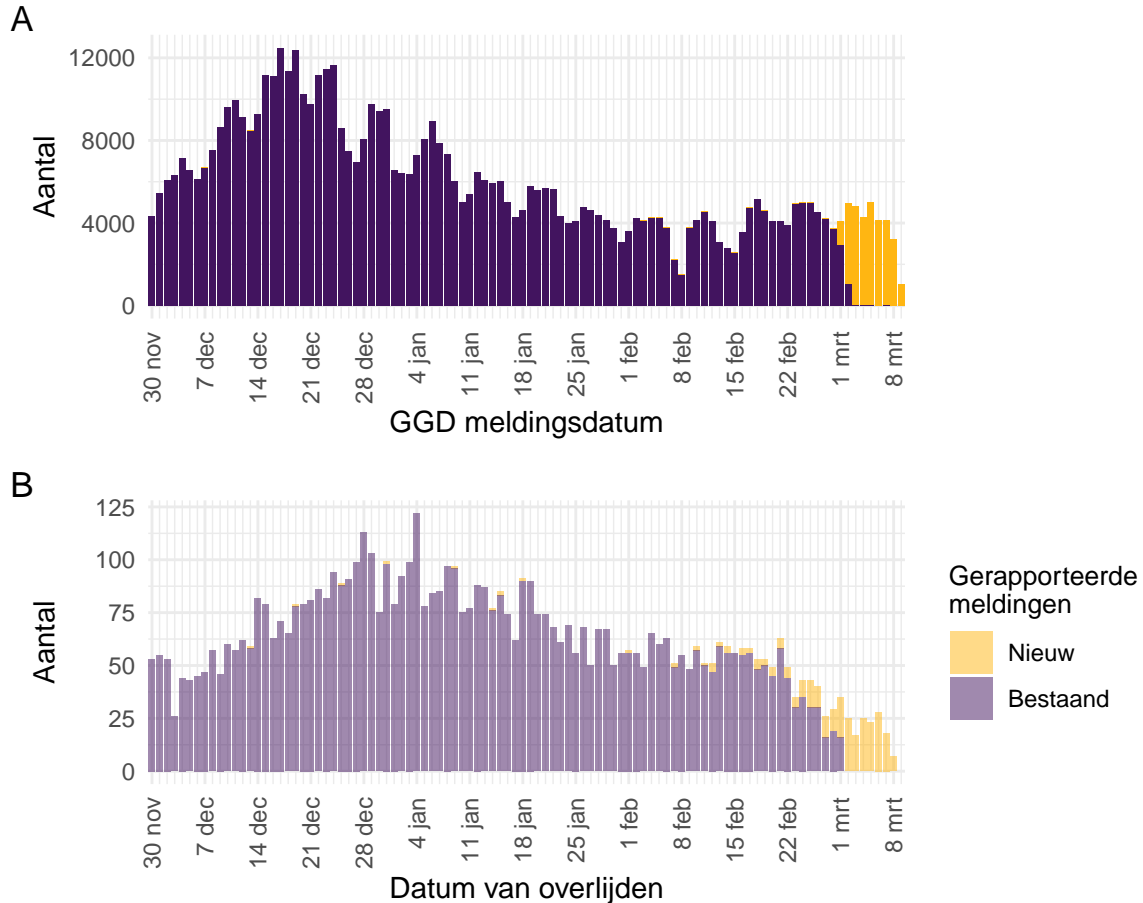 A
Aantal
12000
8000
4000
0
30 nov
7 dec
14 dec
21 dec
28 dec
4 jan
11 jan
18 jan
25 jan
1 feb
8 feb
15 feb
22 feb
1 mrt
8 mrt
GGD meldingsdatum
B
Aantal
125
100
75
50
25
0
30 nov
7 dec
14 dec
21 dec
28 dec
4 jan
11 jan
18 jan
25 jan
1 feb
8 feb
15 feb
22 feb
1 mrt
8 mrt
Datum van overlijden
Gerapporteerde
meldingen
Nieuw
Bestaand